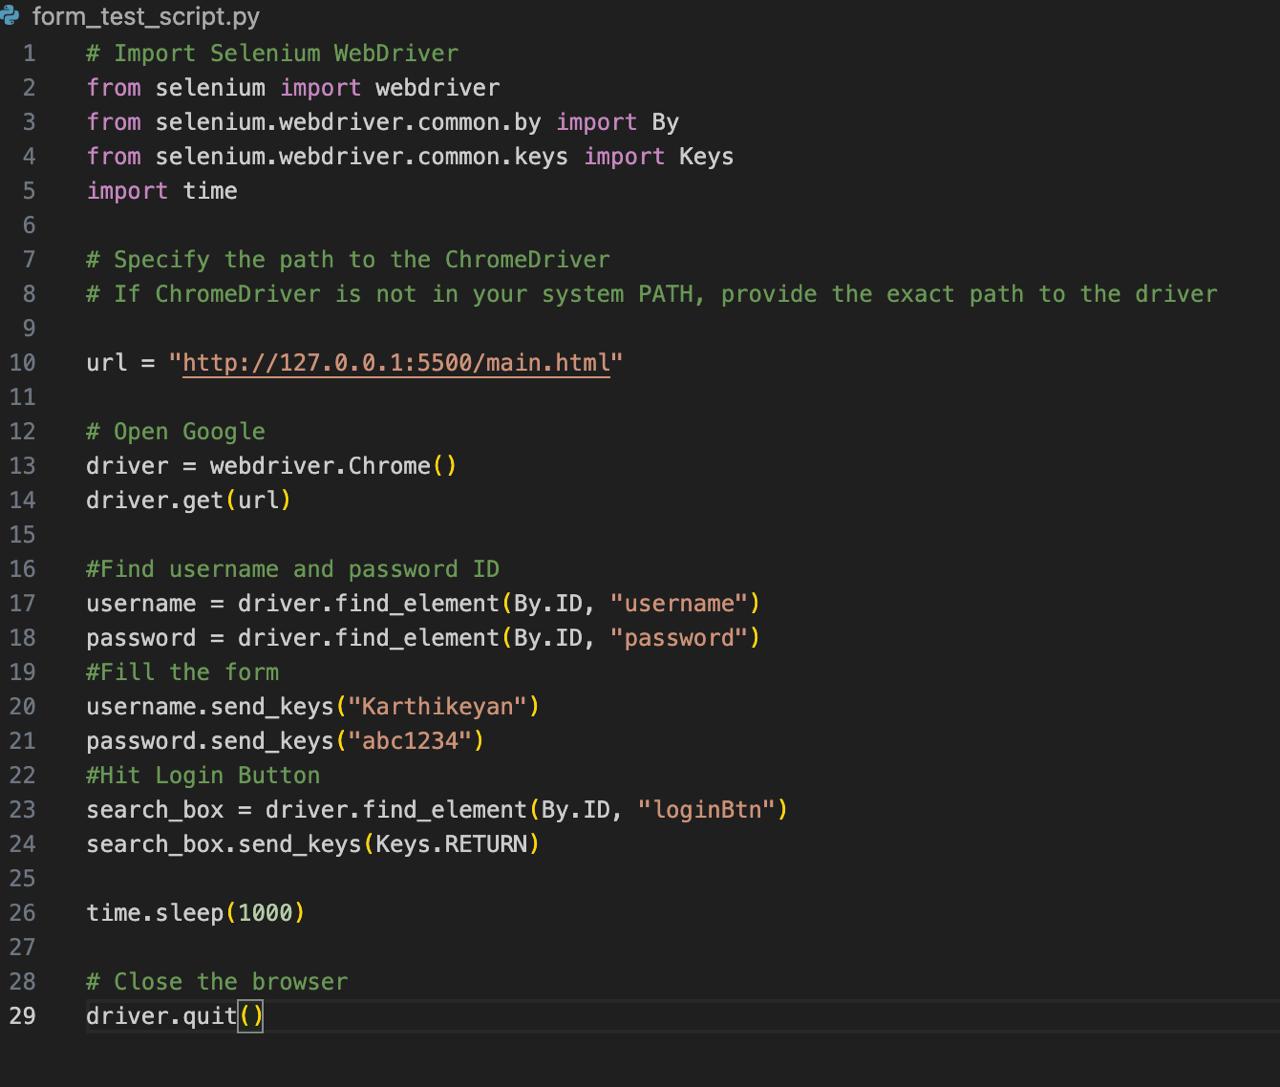 form_test_script.py
1 # Import Selenium WebDriver
2 from selenium import webdriver
3 from selenium.webdriver.common.by import By
4 from selenium.webdriver.common.keys import Keys
5 import time
6
7 # Specify the path to the ChromeDriver
8 # If ChromeDriver is not in your system PATH, provide the exact path to the driver
9
10 url = "http://127.0.0.1:5500/main.html"
11
12 # Open Google
13 driver = webdriver.Chrome()
14 driver.get(url)
15
16 #Find username and password ID
17 username = driver.find_element(By.ID, "username")
18 password = driver.find_element(By.ID, "password")
19 #Fill the form
20 username.send_keys("Karthikeyan")
21 password.send_keys("abc1234")
22 #Hit Login Button
23 search_box = driver.find_element(By.ID, "loginBtn")
24 search_box.send_keys(Keys.RETURN)
25
26 time.sleep(1000)
27
28 # Close the browser
29 driver.quit()